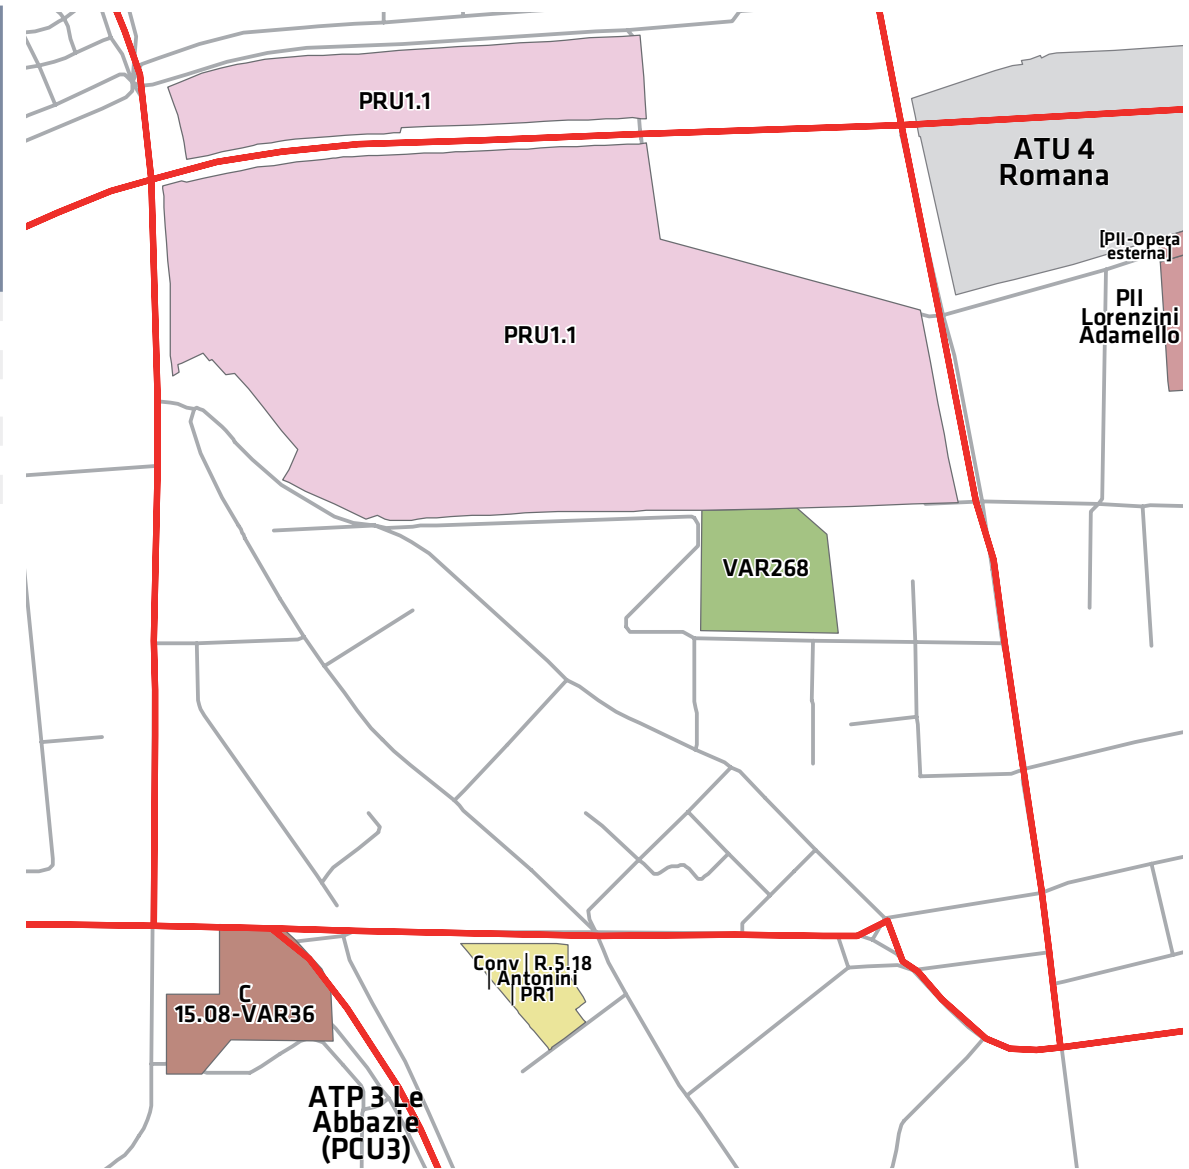 PRU1.1
ATU 4
Romana
[PII-Opera
esterna]
PII
Lorenzini
Adamello
PRU1.1
VAR268
Conv | R.5.18
| Antonini
| PR1
C
15.08-VAR36
ATP 3 Le
Abbazie
(PCU3)